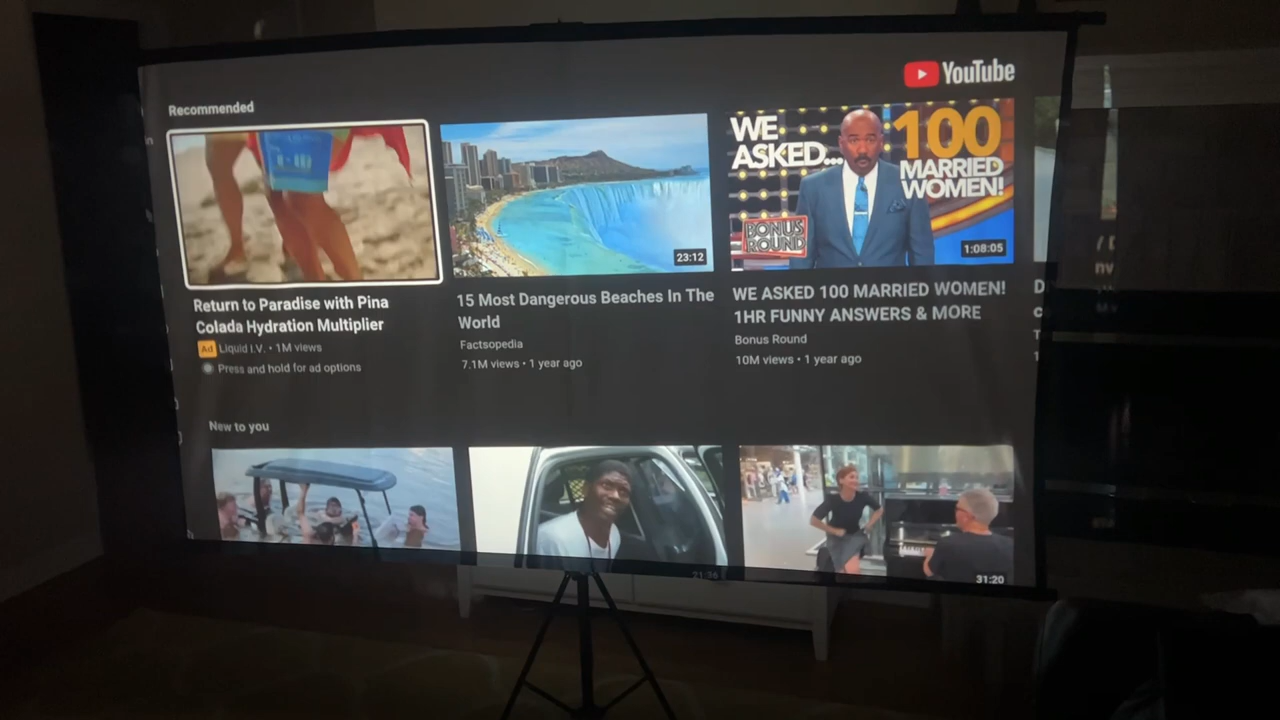 YouTube
Recommended
WE
ASKED...
100
MARRIED
WOMEN!
BONUS
ROUND
23:12
1:08:05
Return to Paradise with Pina
Colada Hydration Multiplier
Ad Liquid I.V. • 1M views
Press and hold for ad options
15 Most Dangerous Beaches In The
World
Factsopedia
7.1M views • 1 year ago
WE ASKED 100 MARRIED WOMEN!
1HR FUNNY ANSWERS & MORE
Bonus Round
10M views • 1 year ago
New to you
31:20